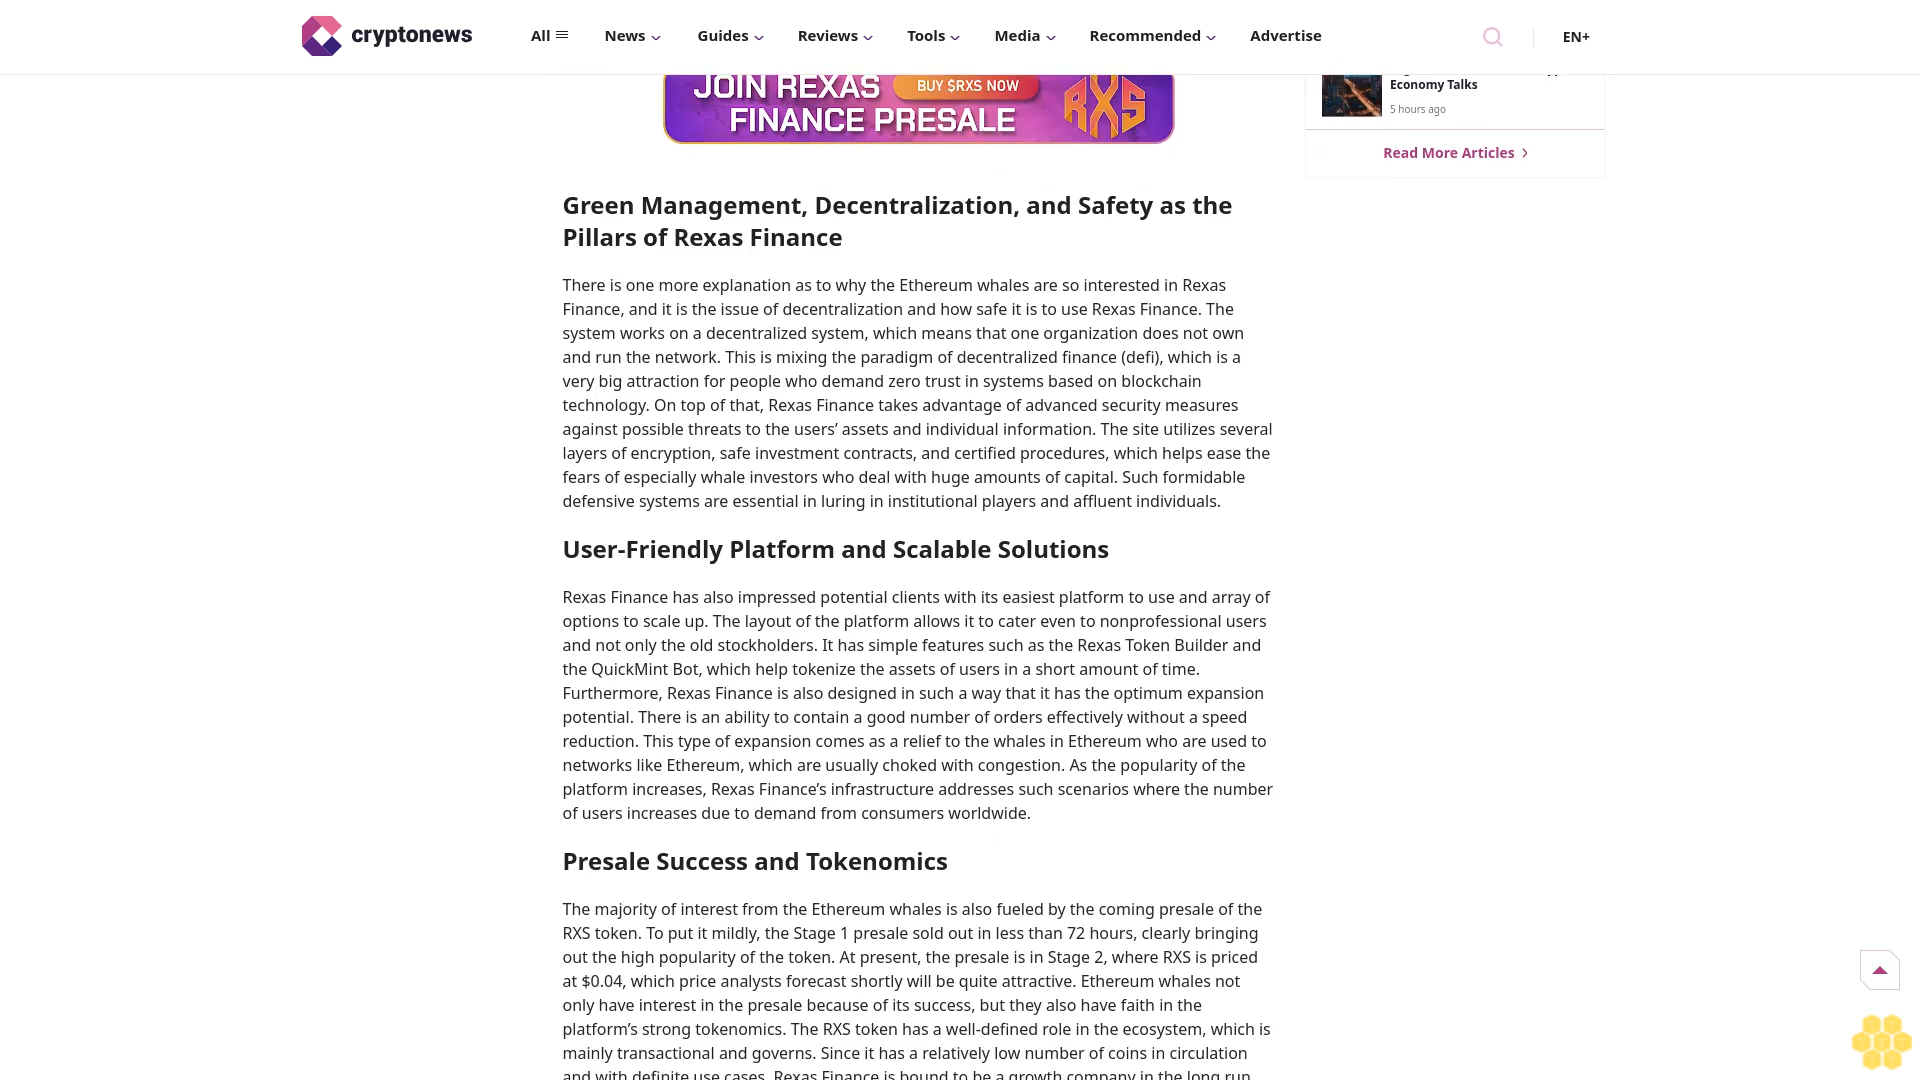 cryptonews
All
News
Guides
Reviews
Tools
Media
Recommended
Advertise
EN+
JOIN REXAS
BUY $RXS NOW
FINANCE PRESALE
RXS
Economy Talks
5 hours ago
Read More Articles
Green Management, Decentralization, and Safety as the
Pillars of Rexas Finance
There is one more explanation as to why the Ethereum whales are so interested in Rexas
Finance, and it is the issue of decentralization and how safe it is to use Rexas Finance. The
system works on a decentralized system, which means that one organization does not own
and run the network. This is mixing the paradigm of decentralized finance (defi), which is a
very big attraction for people who demand zero trust in systems based on blockchain
technology. On top of that, Rexas Finance takes advantage of advanced security measures
against possible threats to the users’ assets and individual information. The site utilizes several
layers of encryption, safe investment contracts, and certified procedures, which helps ease the
fears of especially whale investors who deal with huge amounts of capital. Such formidable
defensive systems are essential in luring in institutional players and affluent individuals.
User-Friendly Platform and Scalable Solutions
Rexas Finance has also impressed potential clients with its easiest platform to use and array of
options to scale up. The layout of the platform allows it to cater even to nonprofessional users
and not only the old stockholders. It has simple features such as the Rexas Token Builder and
the QuickMint Bot, which help tokenize the assets of users in a short amount of time.
Furthermore, Rexas Finance is also designed in such a way that it has the optimum expansion
potential. There is an ability to contain a good number of orders effectively without a speed
reduction. This type of expansion comes as a relief to the whales in Ethereum who are used to
networks like Ethereum, which are usually choked with congestion. As the popularity of the
platform increases, Rexas Finance’s infrastructure addresses such scenarios where the number
of users increases due to demand from consumers worldwide.
Presale Success and Tokenomics
The majority of interest from the Ethereum whales is also fueled by the coming presale of the
RXS token. To put it mildly, the Stage 1 presale sold out in less than 72 hours, clearly bringing
out the high popularity of the token. At present, the presale is in Stage 2, where RXS is priced
at $0.04, which price analysts forecast shortly will be quite attractive. Ethereum whales not
only have interest in the presale because of its success, but they also have faith in the
platform’s strong tokenomics. The RXS token has a well-defined role in the ecosystem, which is
mainly transactional and governs. Since it has a relatively low number of coins in circulation
and with definite use cases, Rexas Finance is bound to be a growth company in the long run.